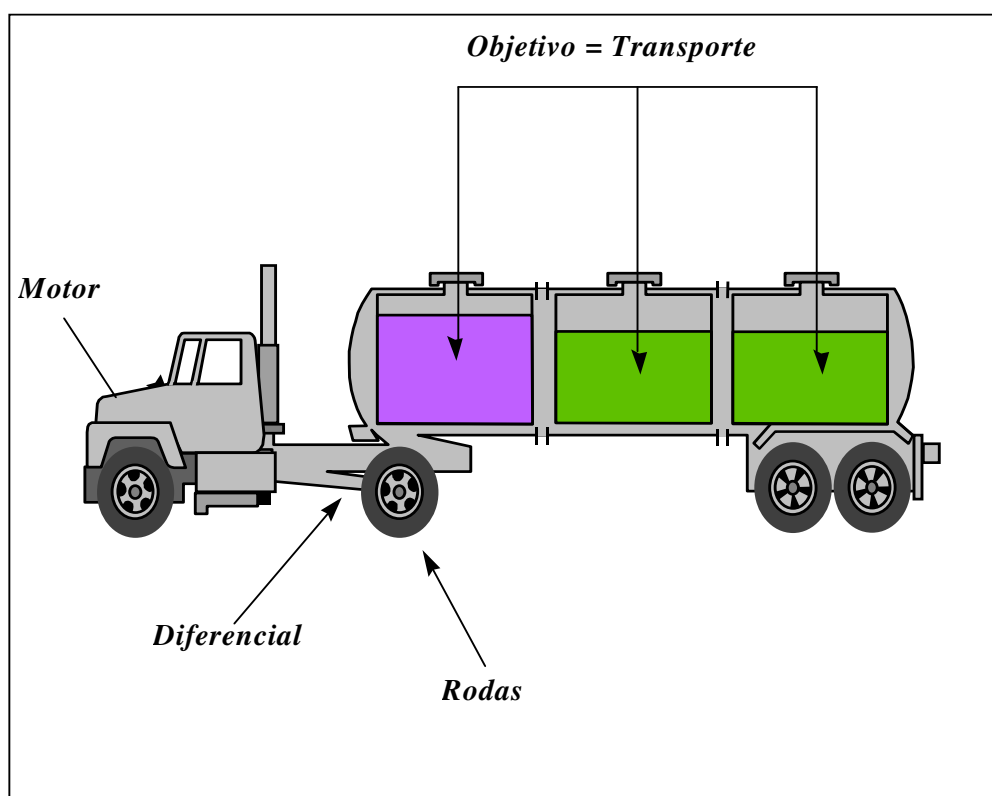 Objetivo = Transporte
Motor
Diferencial
Rodas